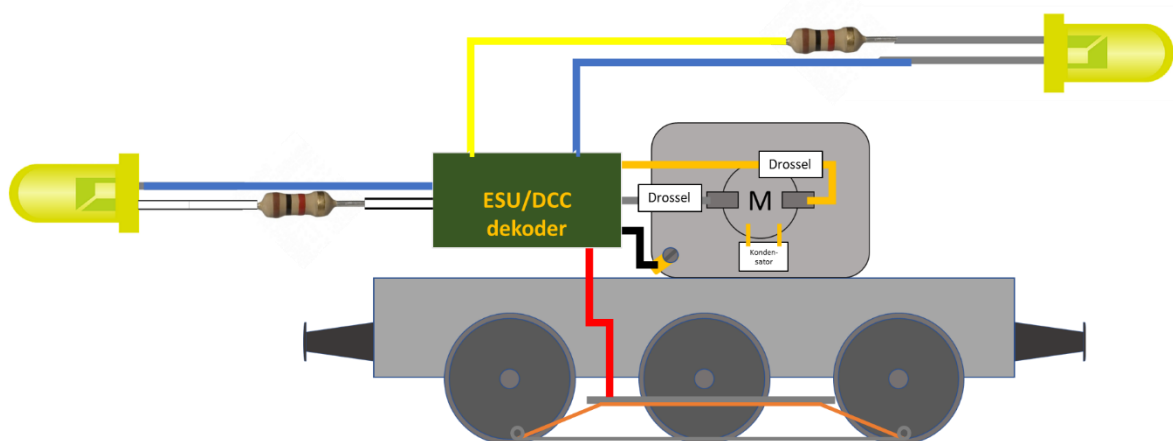 Drossel
ESU/DCC
dekoder
Drossel
M
Konden-
sator